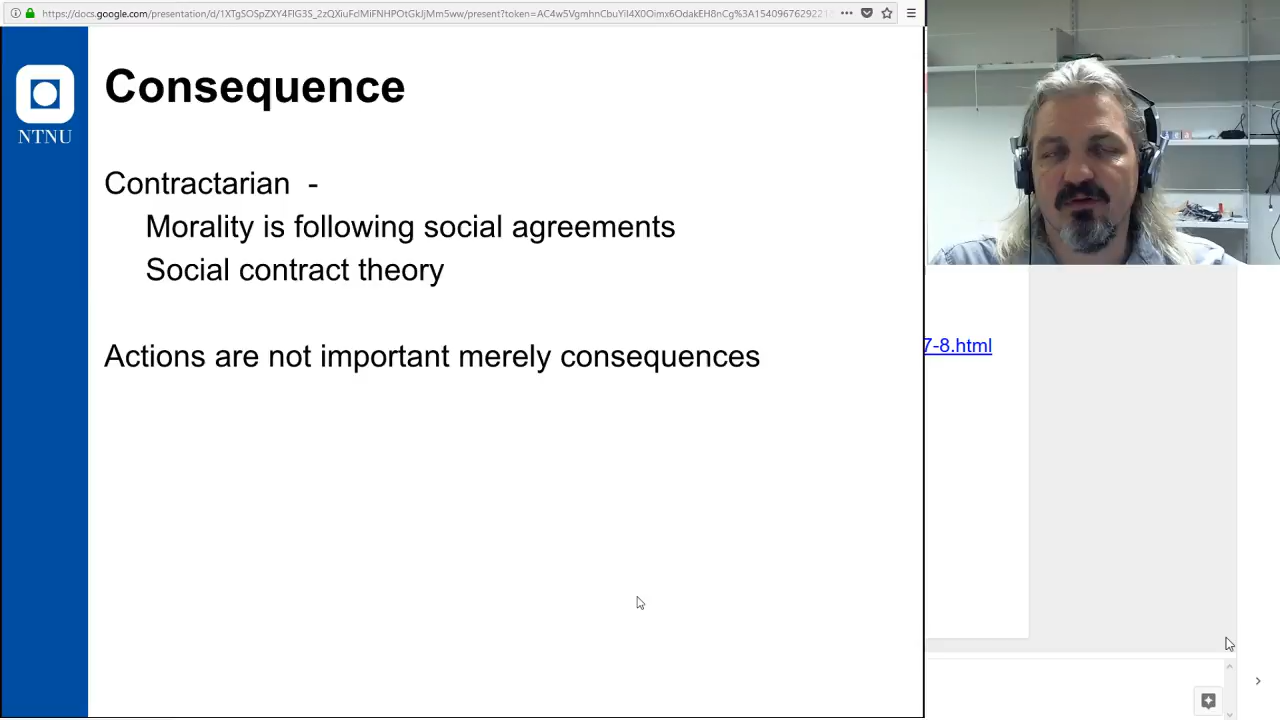 Consequence
NTNU
Contractarian -
Morality is following social agreements
Social contract theory
Actions are not important merely consequences
7-8.html